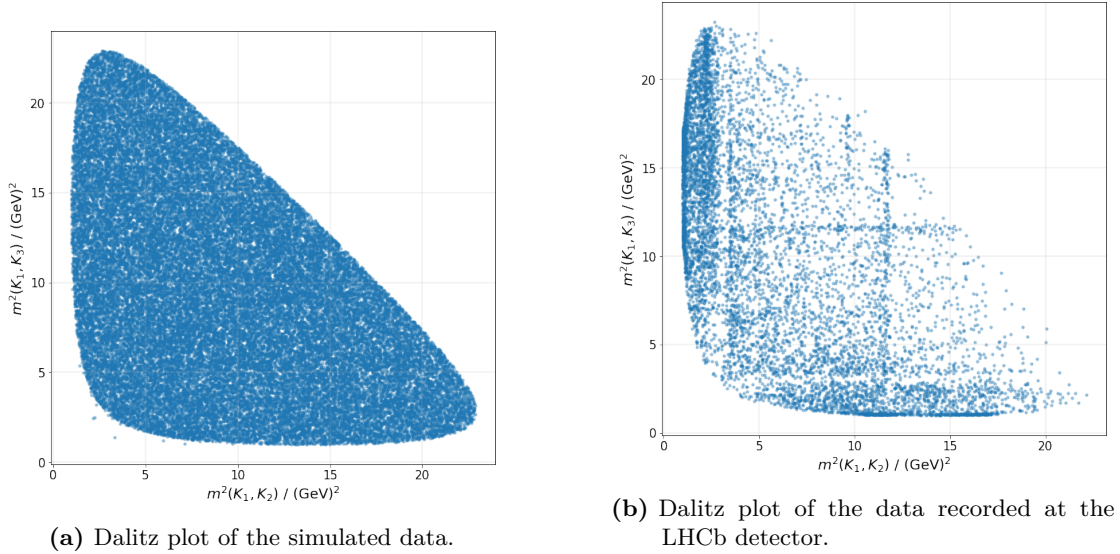 20
15
10
5
0
m²(K₁, K₃) / (GeV)²
0
5
10
15
20
m²(K₁, K₂) / (GeV)²
(a) Dalitz plot of the simulated data.
20
15
10
5
0
m²(K₁, K₃) / (GeV)²
0
5
10
15
20
m²(K₁, K₂) / (GeV)²
(b) Dalitz plot of the data recorded at the
LHCb detector.